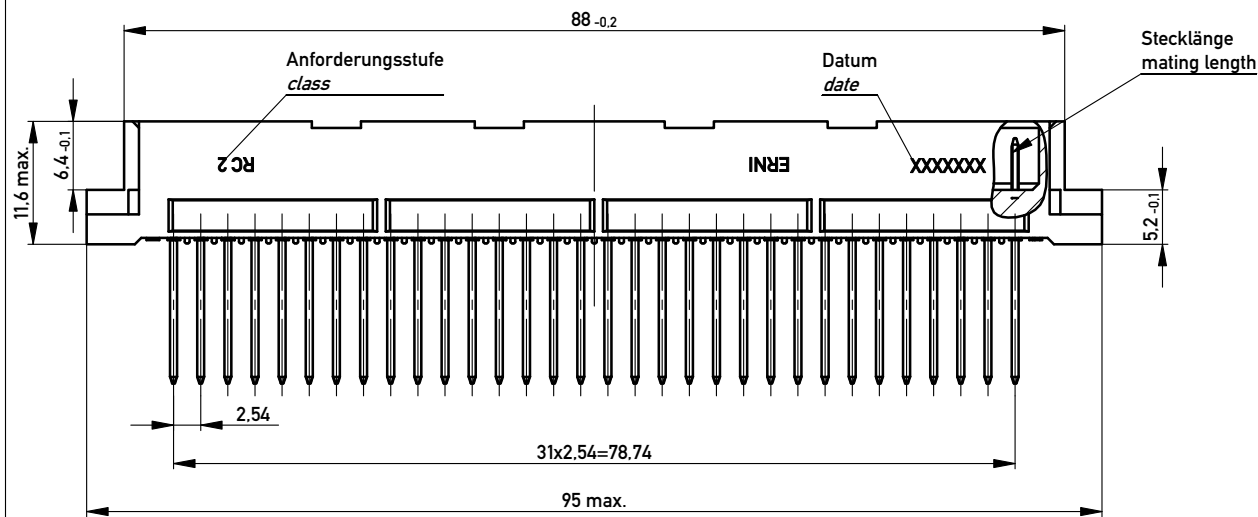 88 -0,2
Anforderungsstufe
class
Datum
date
Stecklänge
mating length
11,6 max.
6,4 -0,1
RC 2
ERNI
XXXXXXX
5,2 -0,1
2,54
31x2,54=78,74
95 max.